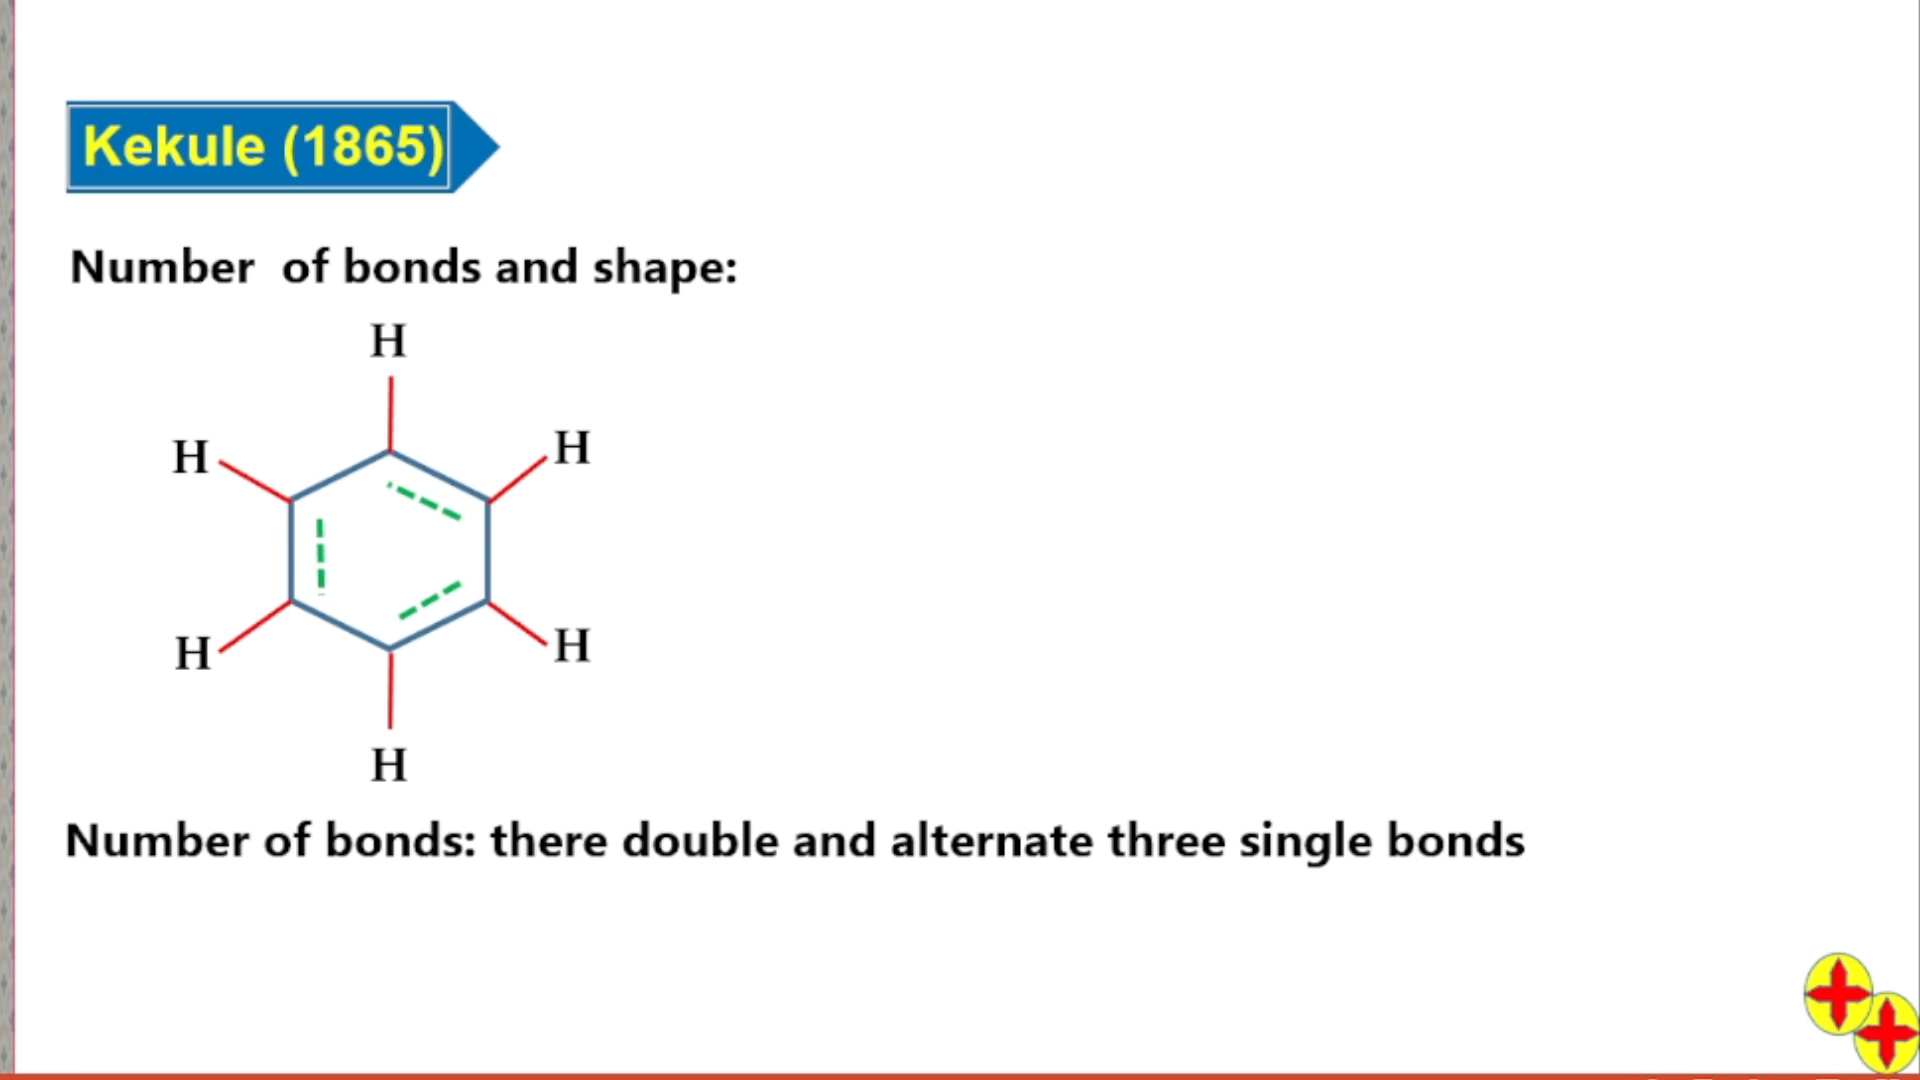 Kekule (1865)
Number of bonds and shape:
H
H
H
H
H
H
Number of bonds: there double and alternate three single bonds